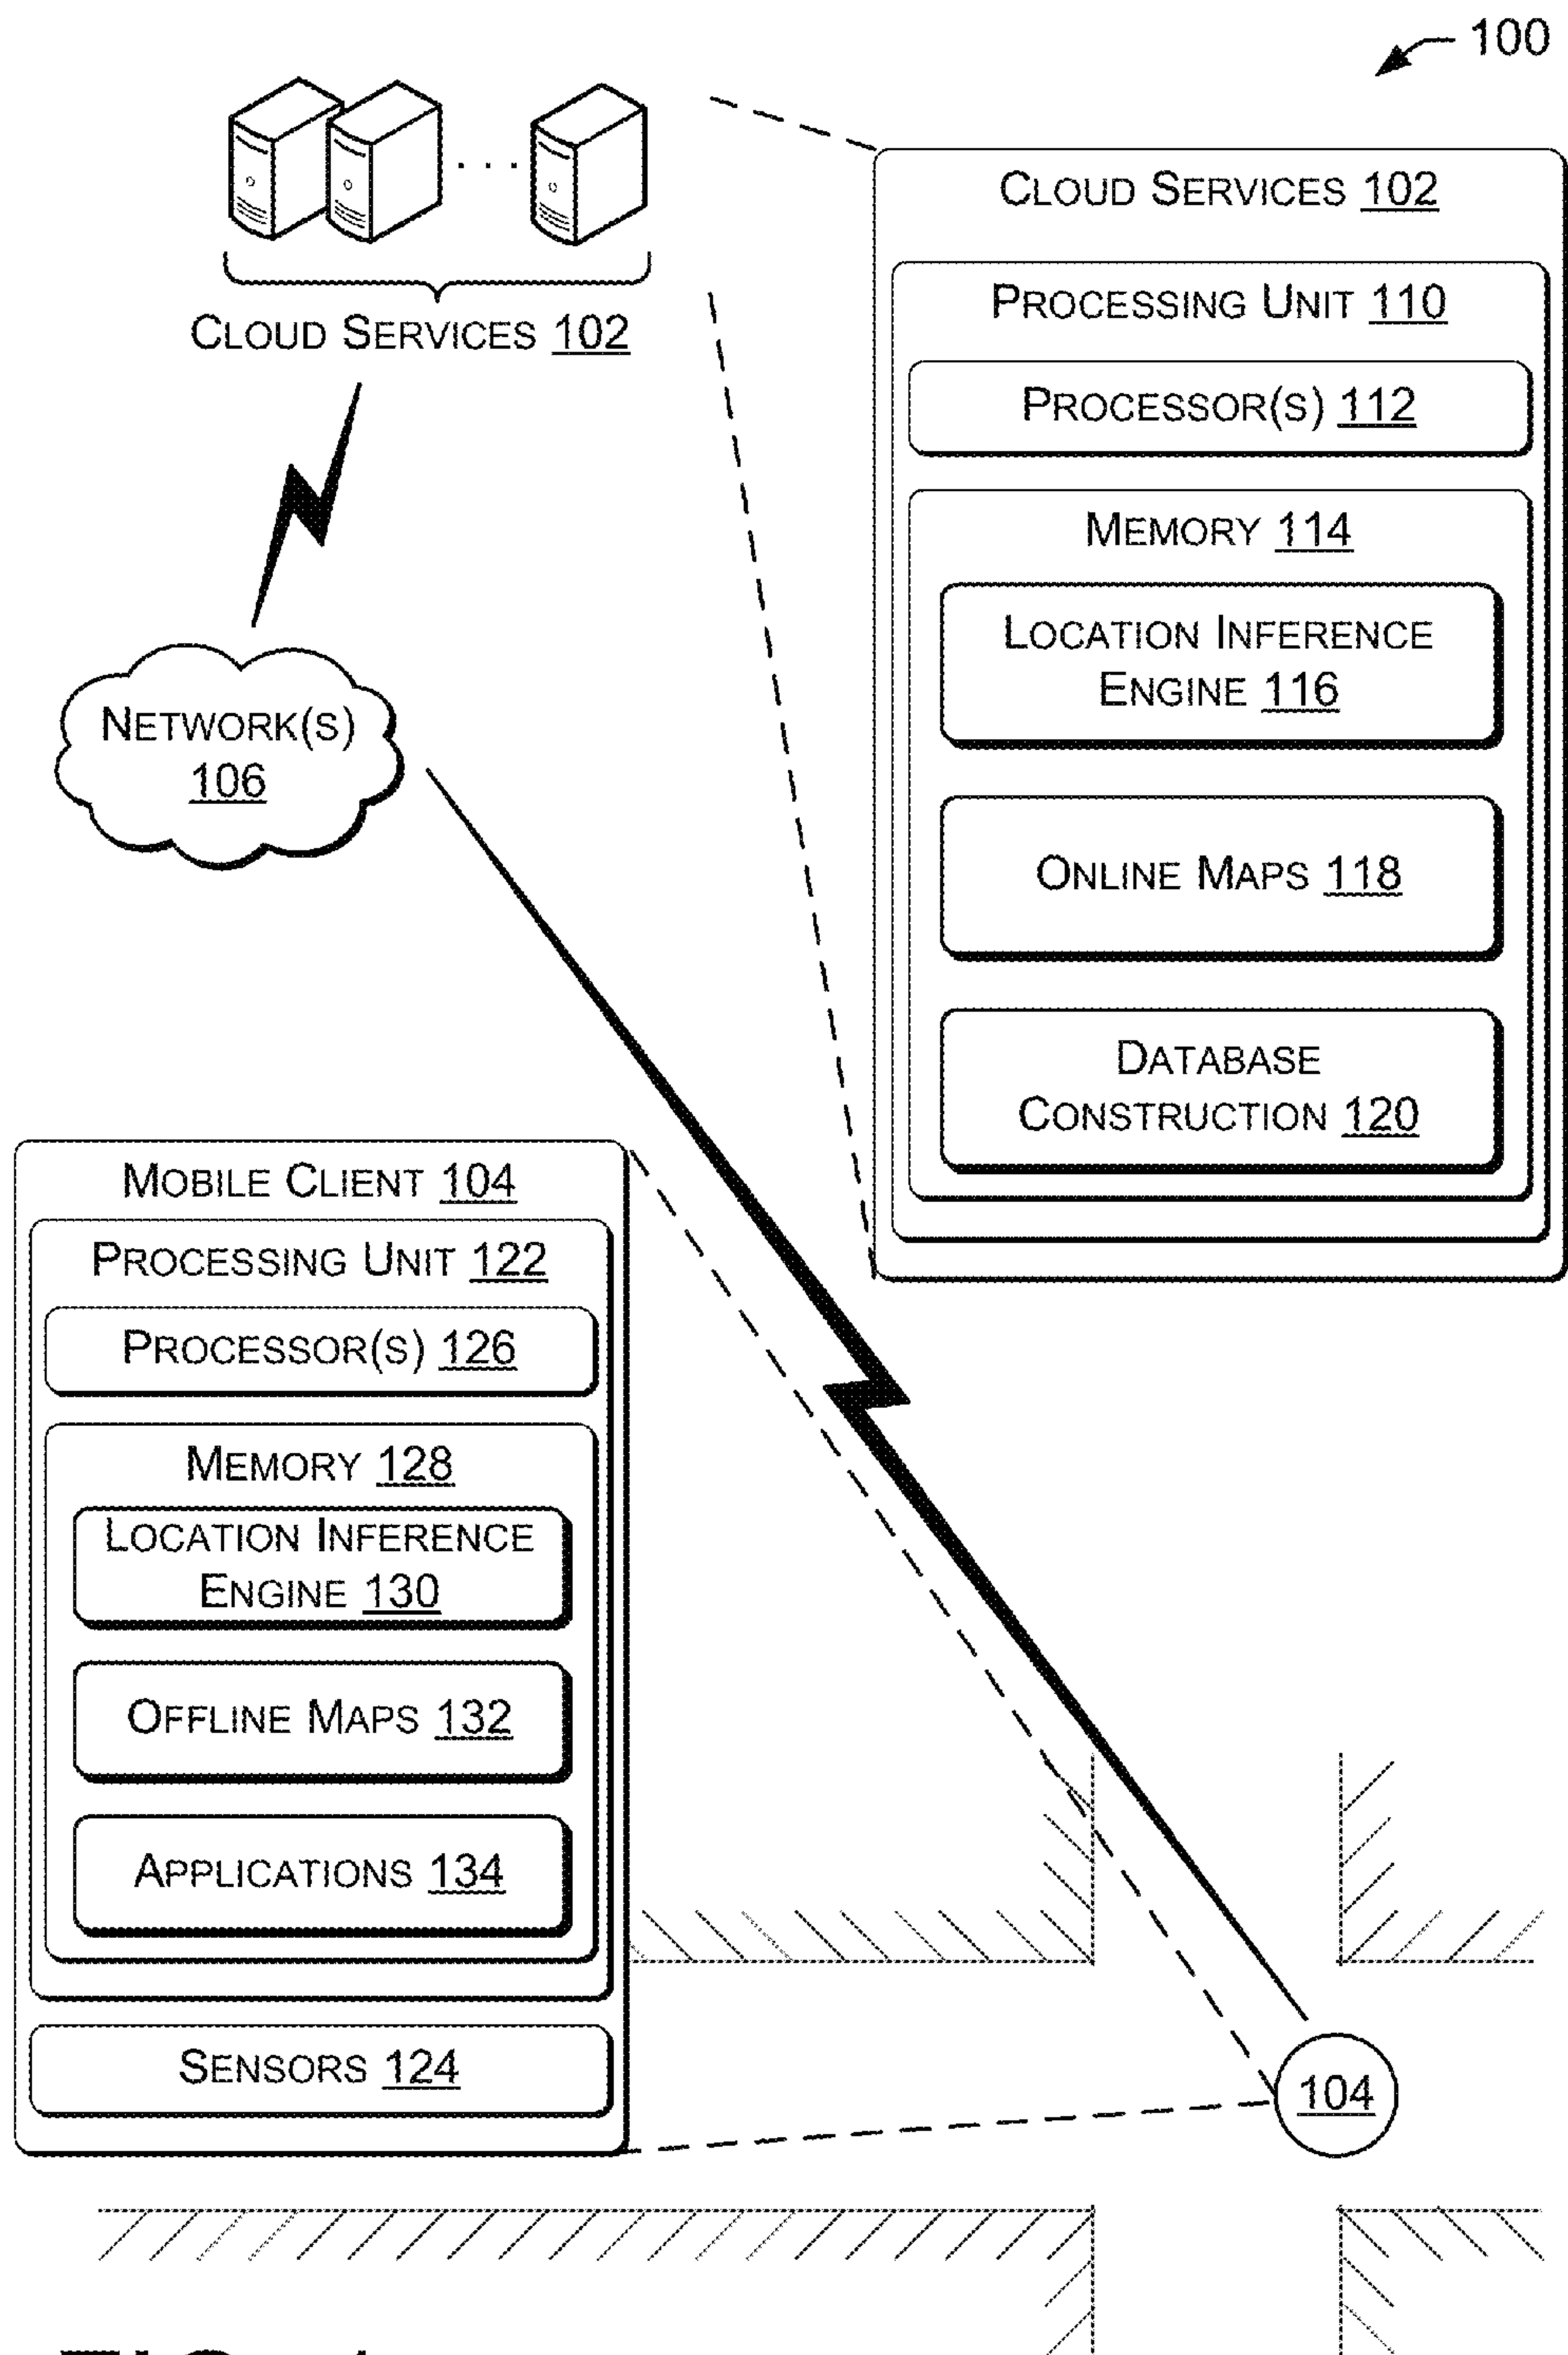 100
CLOUD SERVICES 102
CLOUD SERVICES 102
PROCESSING UNIT 110
PROCESSOR(S) 112
MEMORY 114
LOCATION INFERENCE
ENGINE 116
ONLINE MAPS 118
DATABASE
CONSTRUCTION 120
NETWORK(S)
106
MOBILE CLIENT 104
PROCESSING UNIT 122
PROCESSOR(S) 126
MEMORY 128
LOCATION INFERENCE
ENGINE 130
OFFLINE MAPS 132
APPLICATIONS 134
SENSORS 124
104